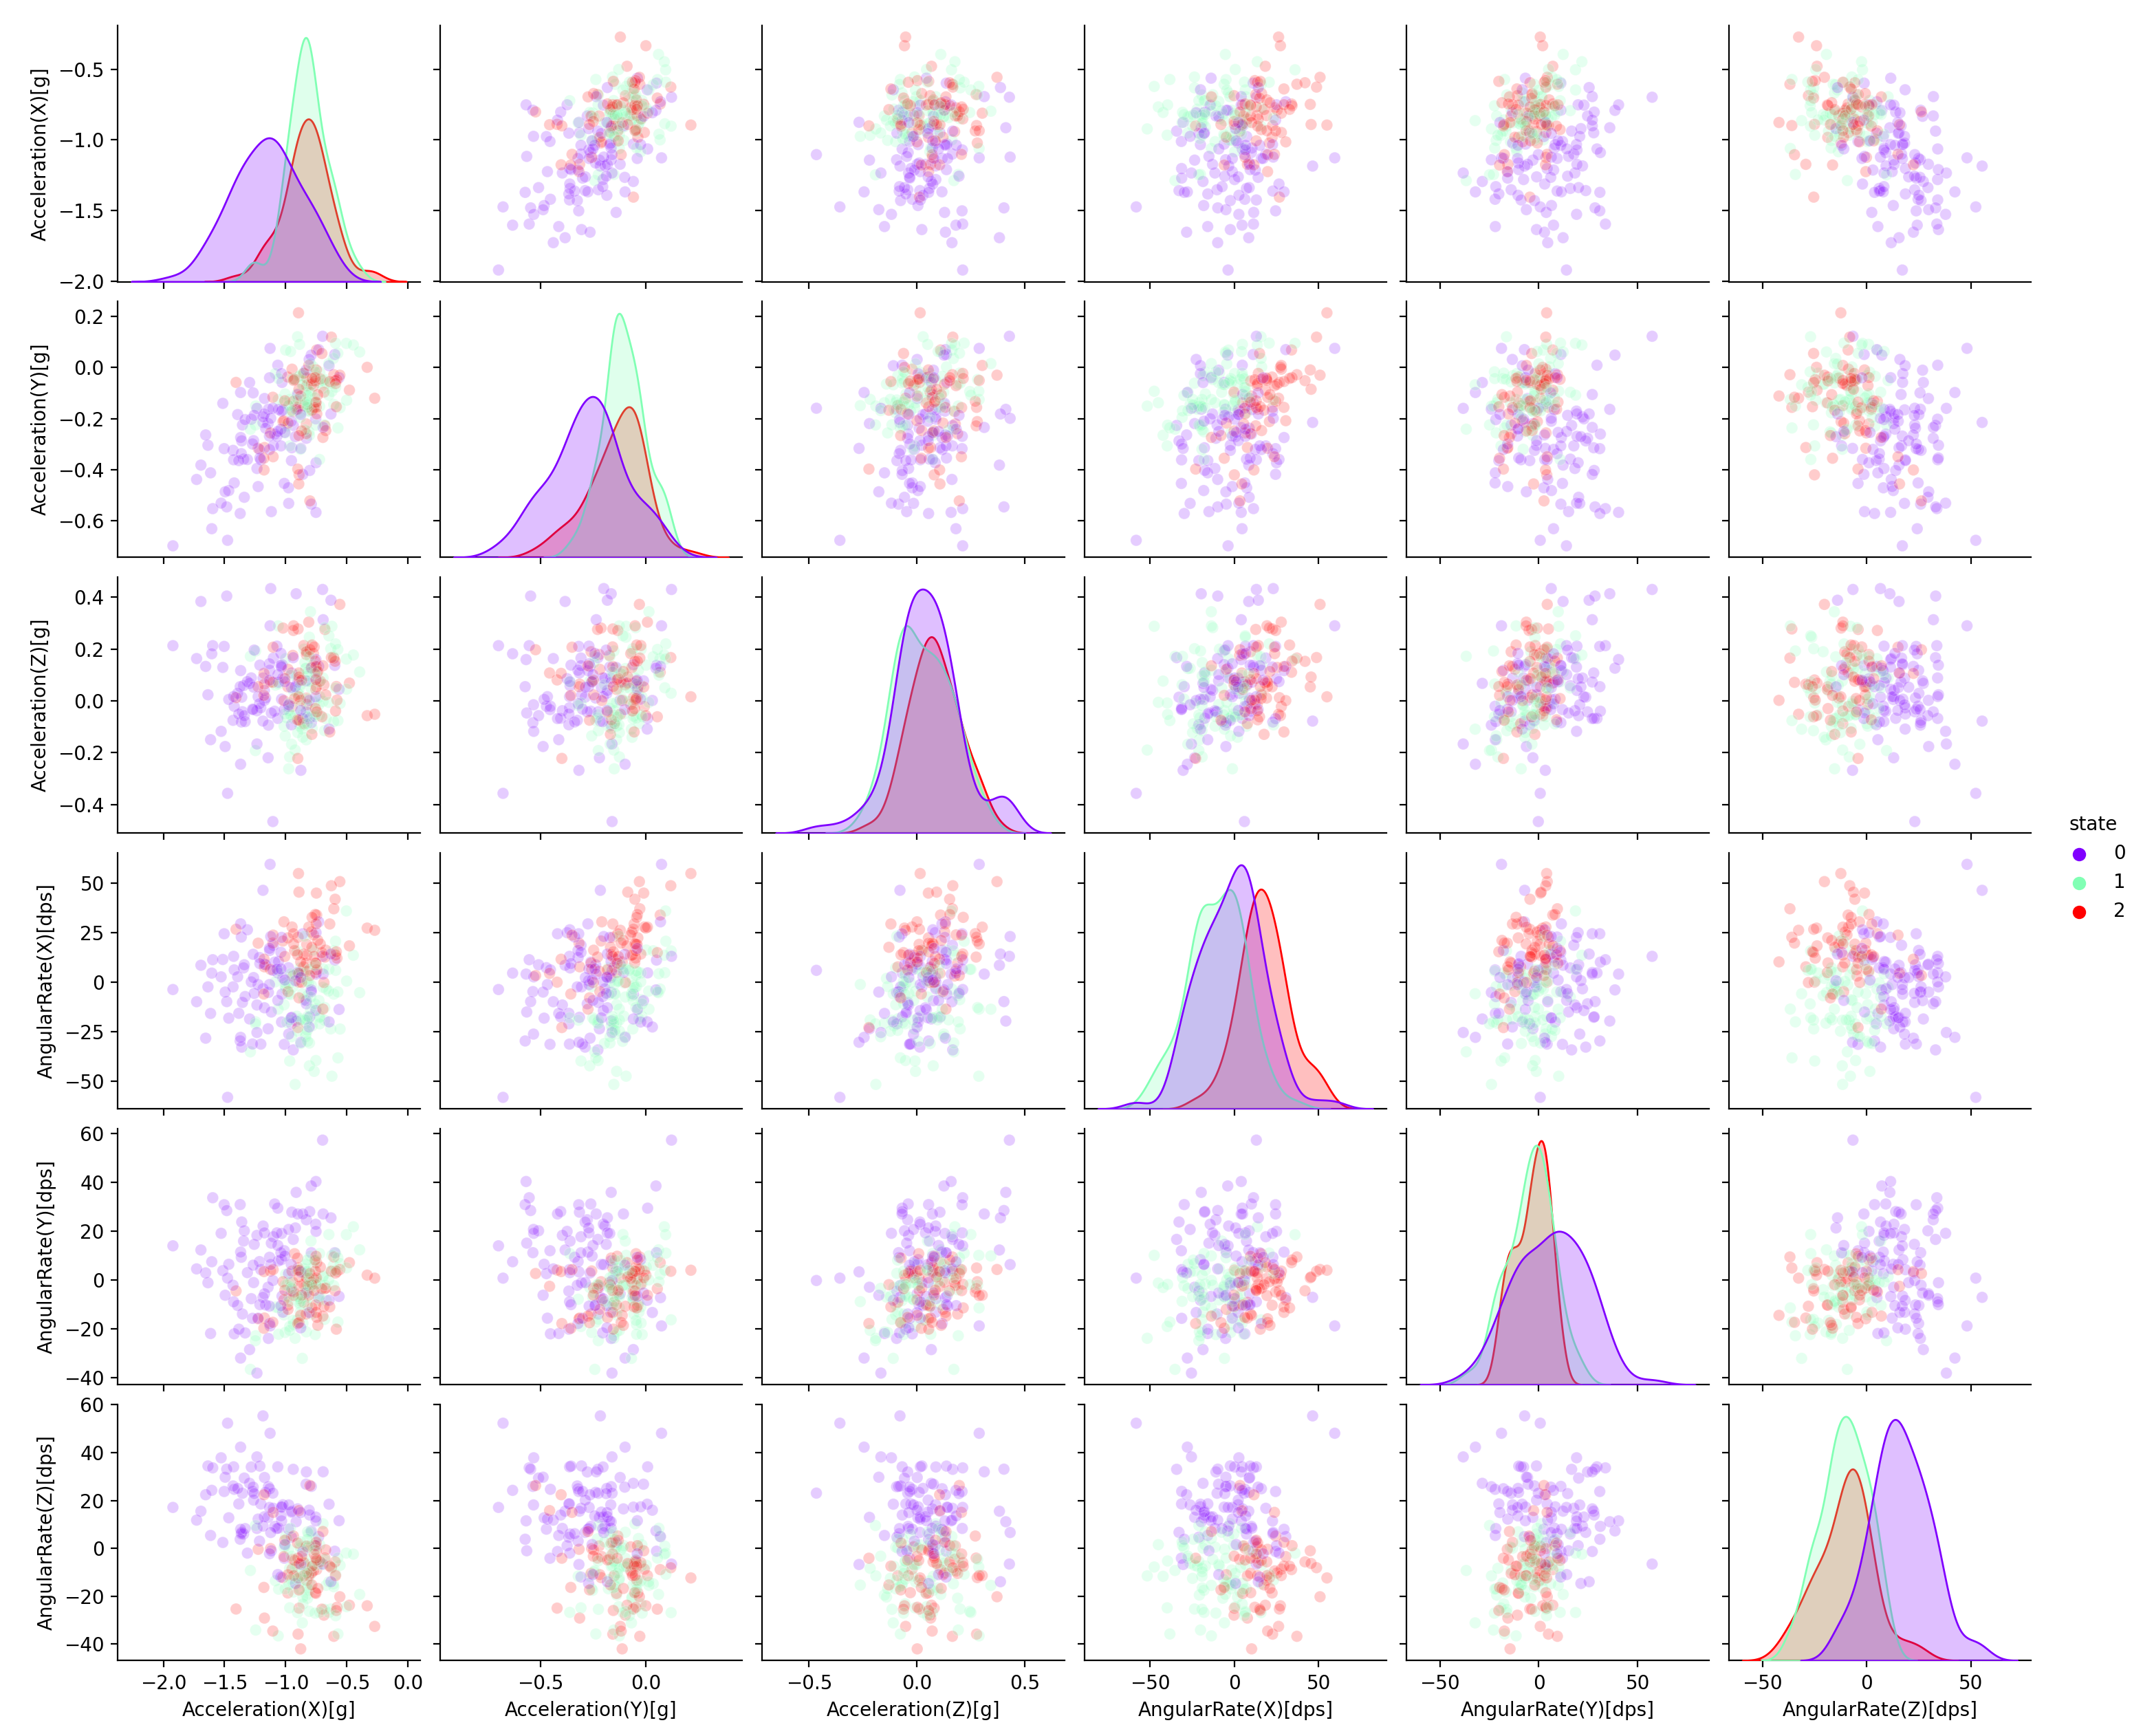 Acceleration(X)[g]
−0.5
−1.0
−1.5
−2.0
Acceleration(Y)[g]
0.2
0.0
−0.2
−0.4
−0.6
Acceleration(Z)[g]
0.4
0.2
0.0
−0.2
−0.4
AngularRate(X)[dps]
50
25
0
−25
−50
AngularRate(Y)[dps]
60
40
20
0
−20
−40
AngularRate(Z)[dps]
60
40
20
0
−20
−40
−2.0 −1.5 −1.0 −0.5 0.0
Acceleration(X)[g]
−0.5 0.0
Acceleration(Y)[g]
−0.5 0.0 0.5
Acceleration(Z)[g]
−50 0 50
AngularRate(X)[dps]
−50 0 50
AngularRate(Y)[dps]
−50 0 50
AngularRate(Z)[dps]
state
0
1
2